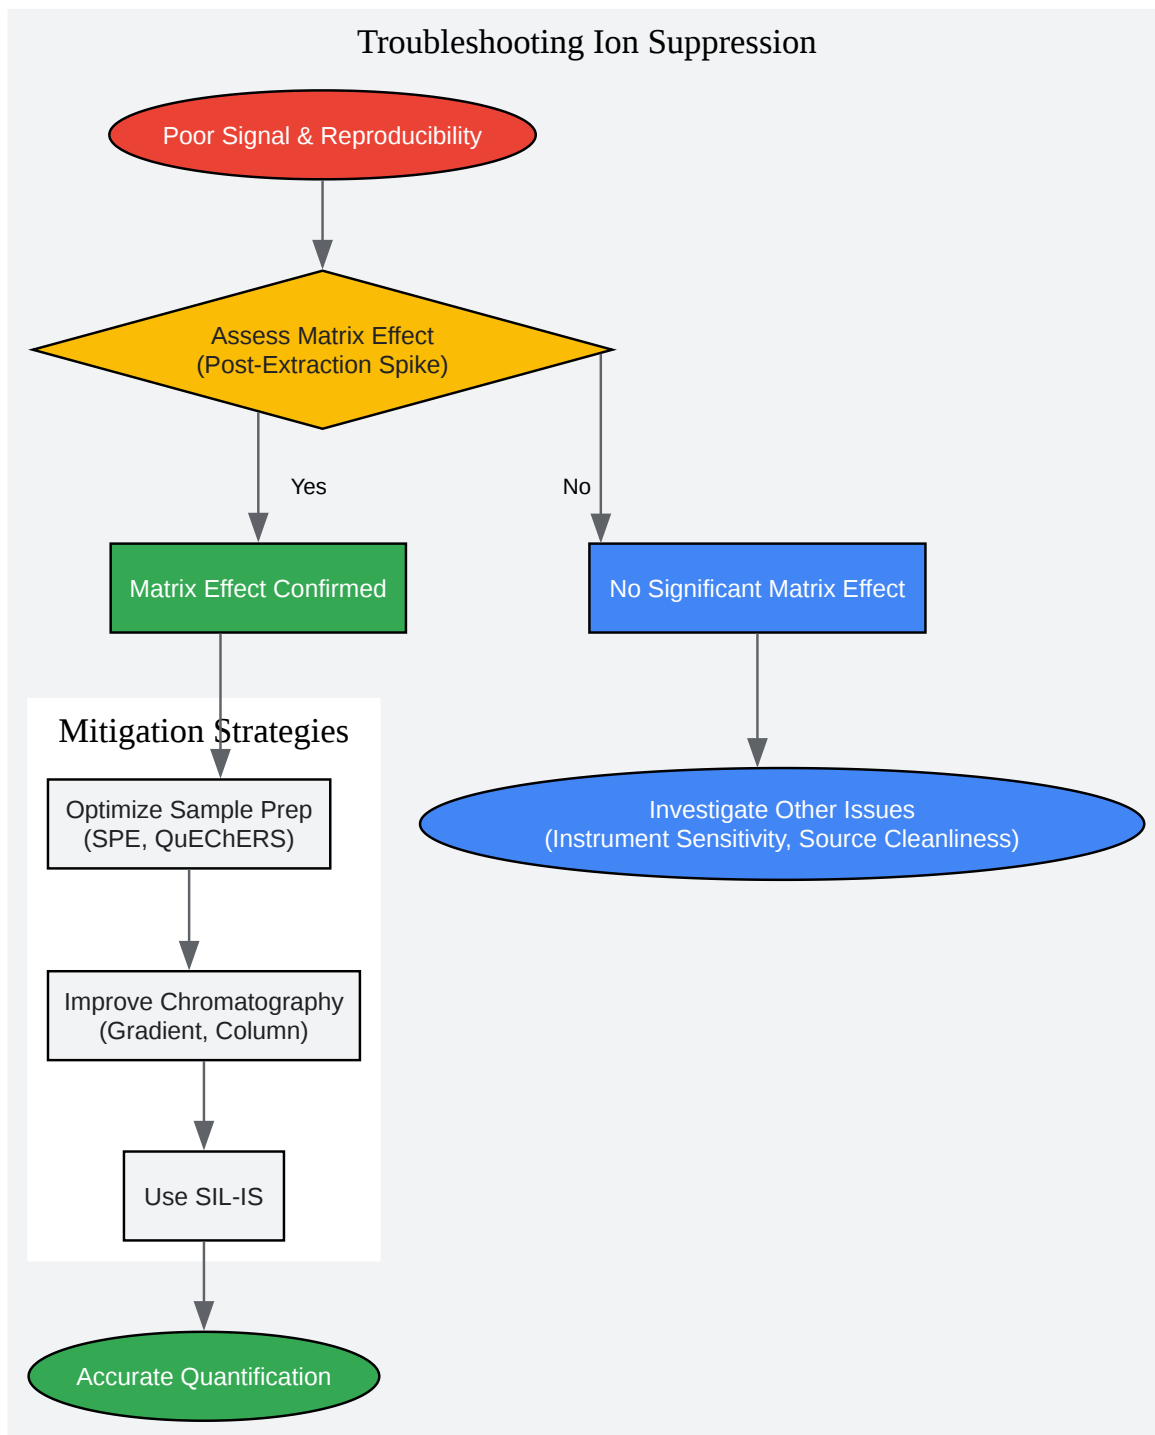 Troubleshooting Ion Suppression
Poor Signal & Reproducibility
Assess Matrix Effect
(Post-Extraction Spike)
Yes
No
Matrix Effect Confirmed
No Significant Matrix Effect
Mitigation Strategies
Optimize Sample Prep
(SPE, QuEChERS)
Investigate Other Issues
(Instrument Sensitivity, Source Cleanliness)
Improve Chromatography
(Gradient, Column)
Use SIL-IS
Accurate Quantification